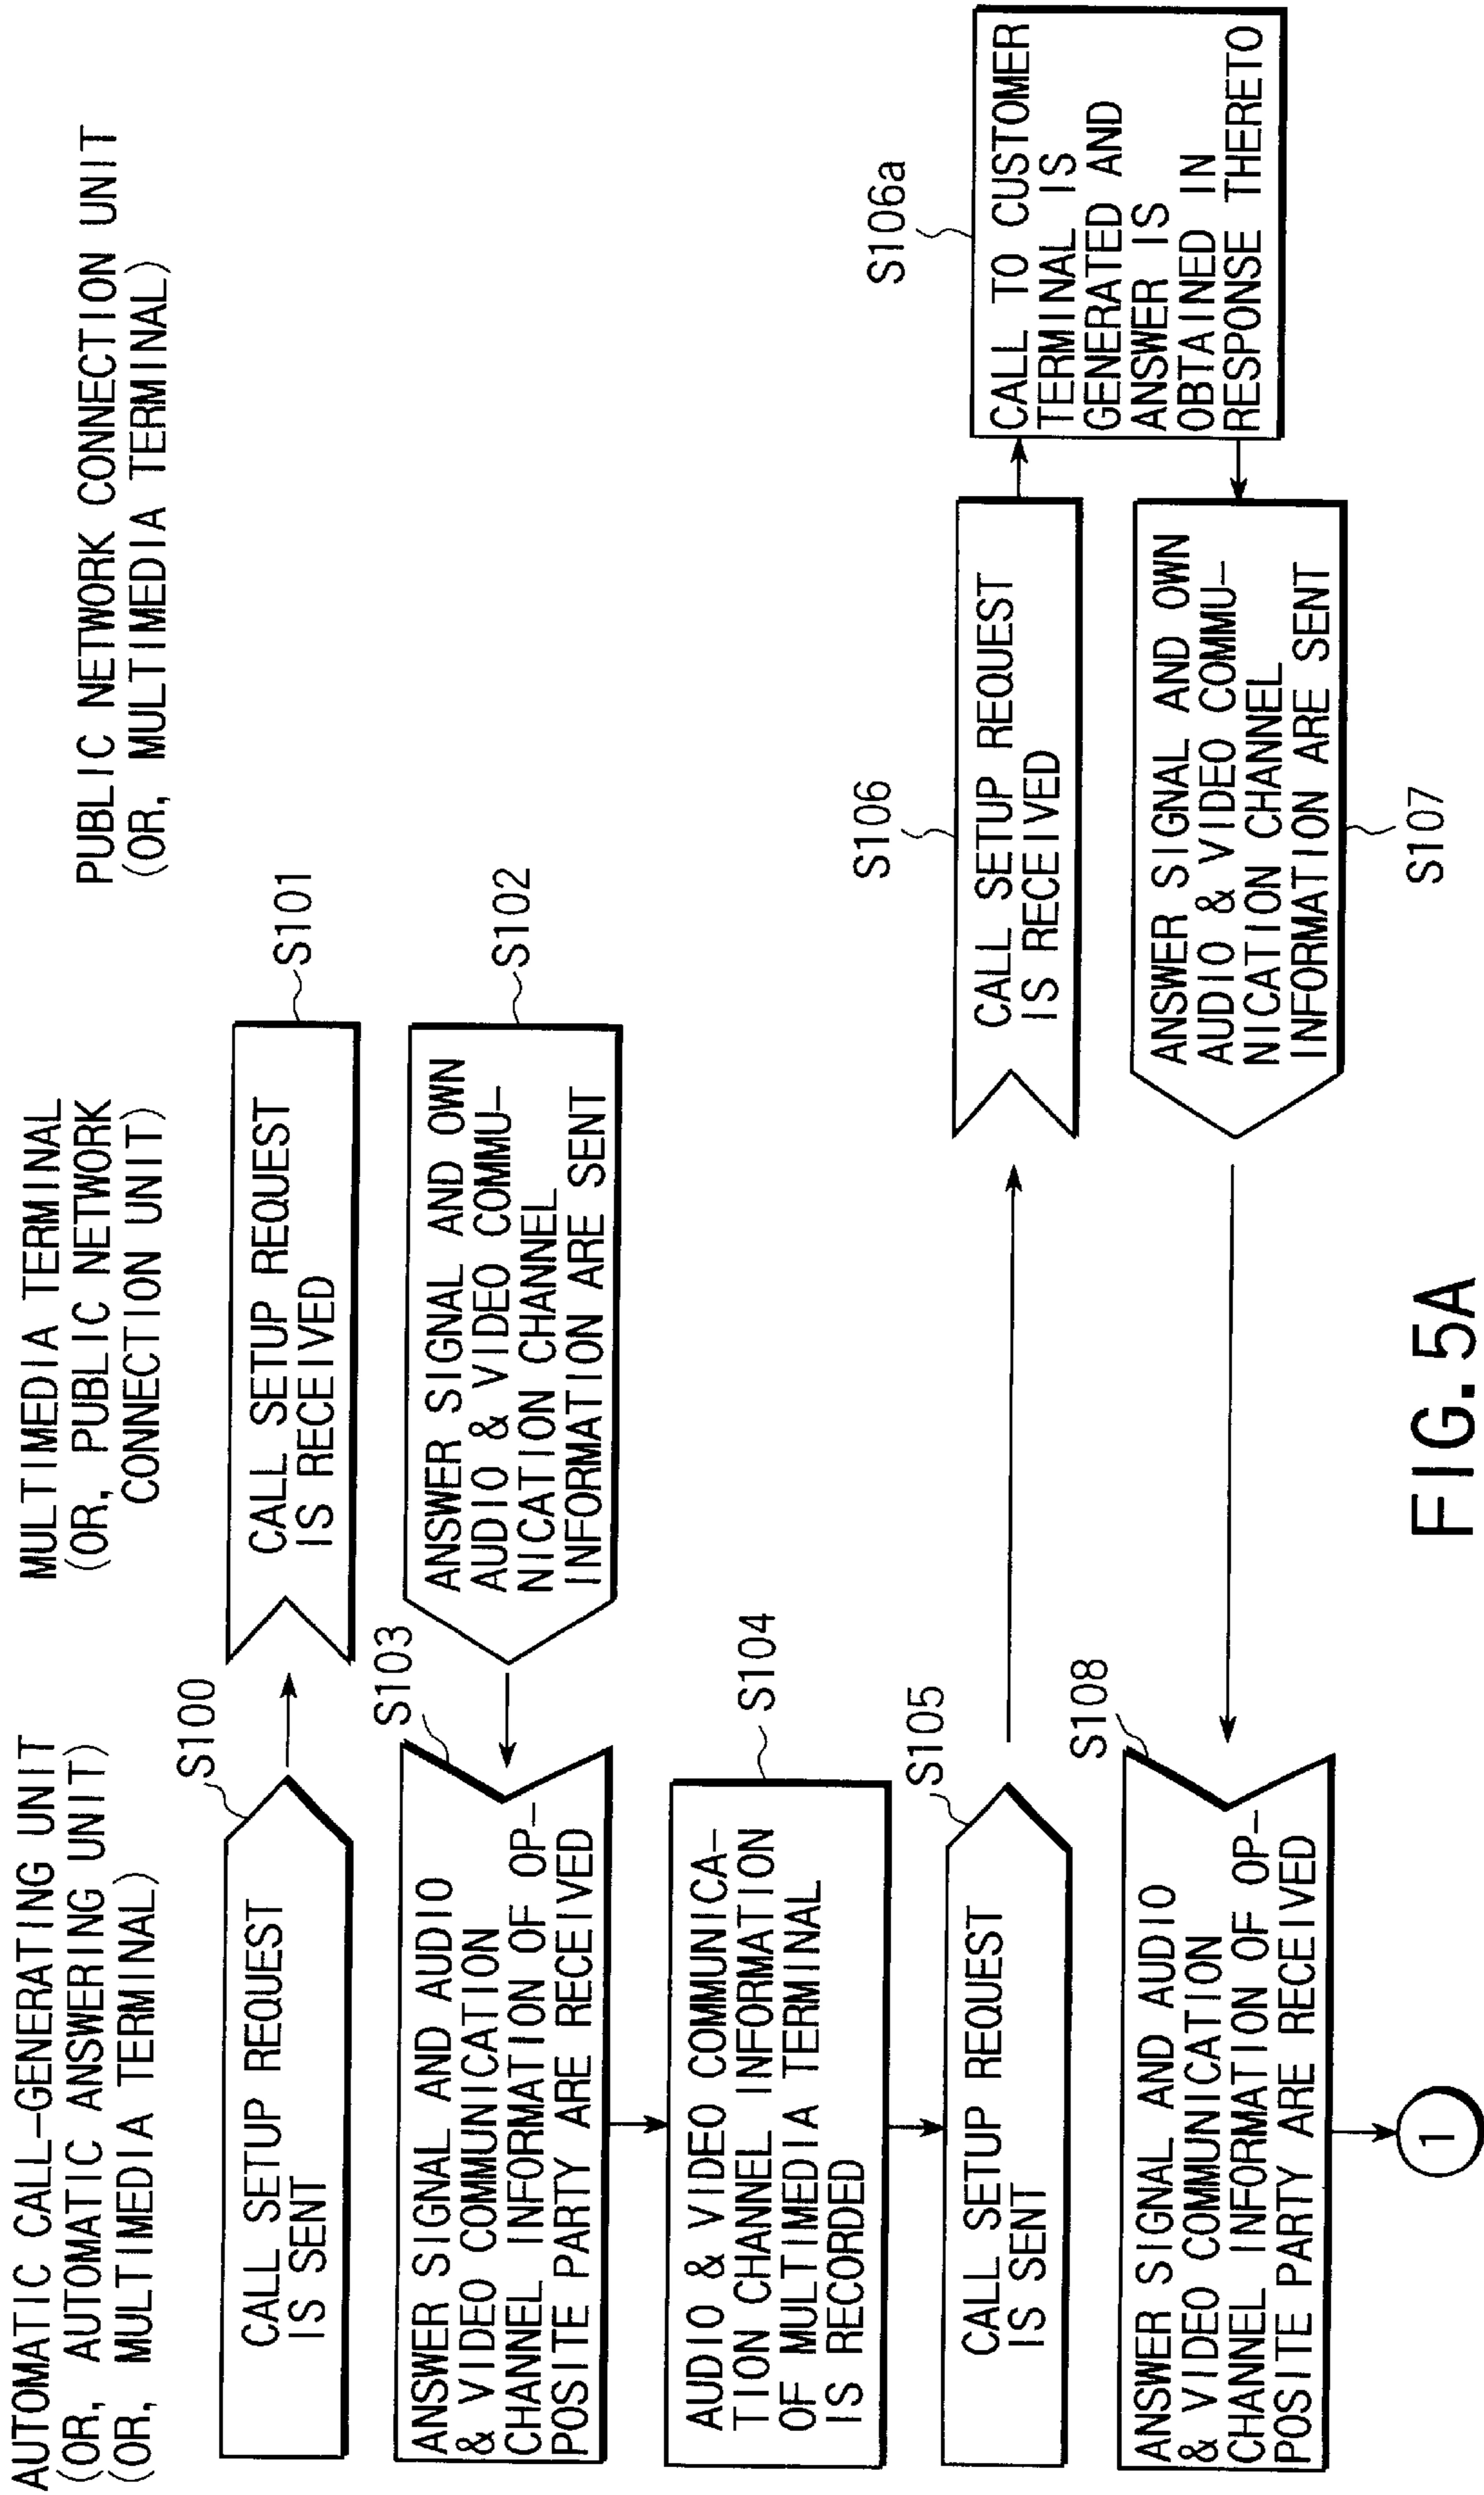 AUTOMATIC CALL-GENERATING UNIT
(OR, AUTOMATIC ANSWERING UNIT)
(OR, MULTIMEDIA TERMINAL)
MULTIMEDIA TERMINAL
(OR, PUBLIC NETWORK
CONNECTION UNIT)
PUBLIC NETWORK CONNECTION UNIT
(OR, MULTIMEDIA TERMINAL)
S100
CALL SETUP REQUEST
IS SENT
S101
CALL SETUP REQUEST
IS RECEIVED
S102
ANSWER SIGNAL AND OWN
AUDIO & VIDEO COMMU-
NICATION CHANNEL
INFORMATION ARE SENT
S103
ANSWER SIGNAL AND AUDIO
& VIDEO COMMUNICATION
CHANNEL INFORMATION OF OP-
POSITE PARTY ARE RECEIVED
S104
AUDIO & VIDEO COMMUNICA-
TION CHANNEL INFORMATION
OF MULTIMEDIA TERMINAL
IS RECORDED
S105
CALL SETUP REQUEST
IS SENT
S106
CALL SETUP REQUEST
IS RECEIVED
S106a
CALL TO CUSTOMER
TERMINAL IS
GENERATED AND
ANSWER IS
OBTAINED IN
RESPONSE THERETO
ANSWER SIGNAL AND OWN
AUDIO & VIDEO COMMU-
NICATION CHANNEL
INFORMATION ARE SENT
S107
S108
ANSWER SIGNAL AND AUDIO
& VIDEO COMMUNICATION
CHANNEL INFORMATION OF OP-
POSITE PARTY ARE RECEIVED
1
FIG. 5A